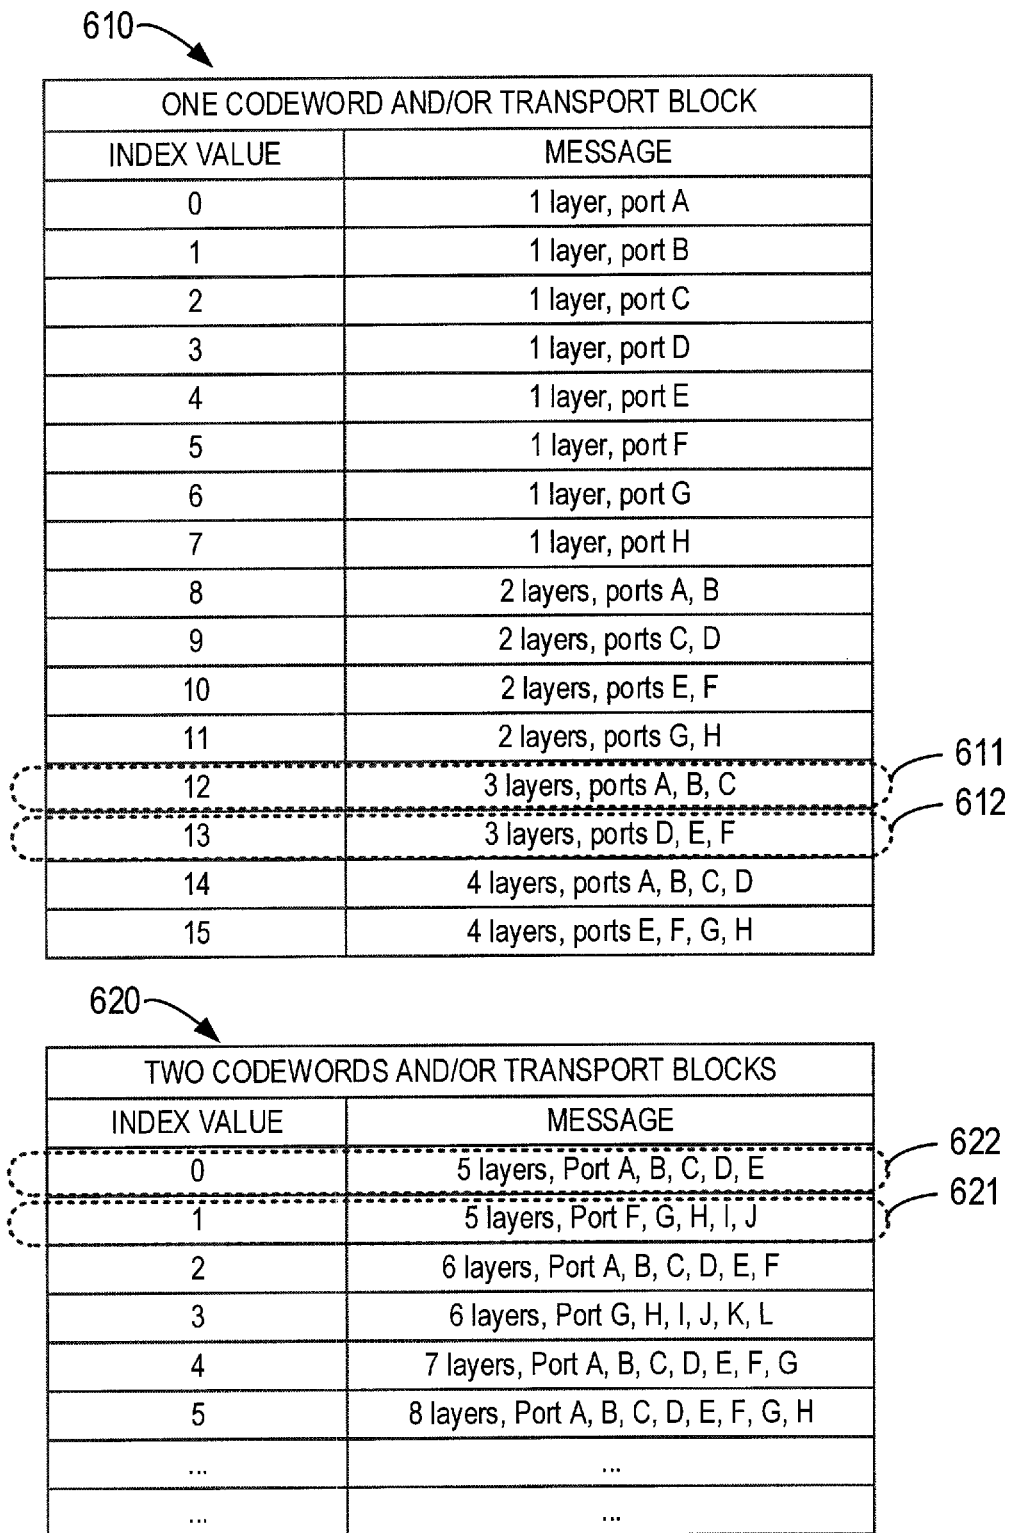 610
ONE CODEWORD AND/OR TRANSPORT BLOCK
INDEX VALUE MESSAGE
0 1 layer, port A
1 1 layer, port B
2 1 layer, port C
3 1 layer, port D
4 1 layer, port E
5 1 layer, port F
6 1 layer, port G
7 1 layer, port H
8 2 layers, ports A, B
9 2 layers, ports C, D
10 2 layers, ports E, F
11 2 layers, ports G, H
611
12 3 layers, ports A, B, C
612
13 3 layers, ports D, E, F
14 4 layers, ports A, B, C, D
15 4 layers, ports E, F, G, H
620
TWO CODEWORDS AND/OR TRANSPORT BLOCKS
INDEX VALUE MESSAGE
622
0 5 layers, Port A, B, C, D, E
621
1 5 layers, Port F, G, H, I, J
2 6 layers, Port A, B, C, D, E, F
3 6 layers, Port G, H, I, J, K, L
4 7 layers, Port A, B, C, D, E, F, G
5 8 layers, Port A, B, C, D, E, F, G, H
... ...
... ...